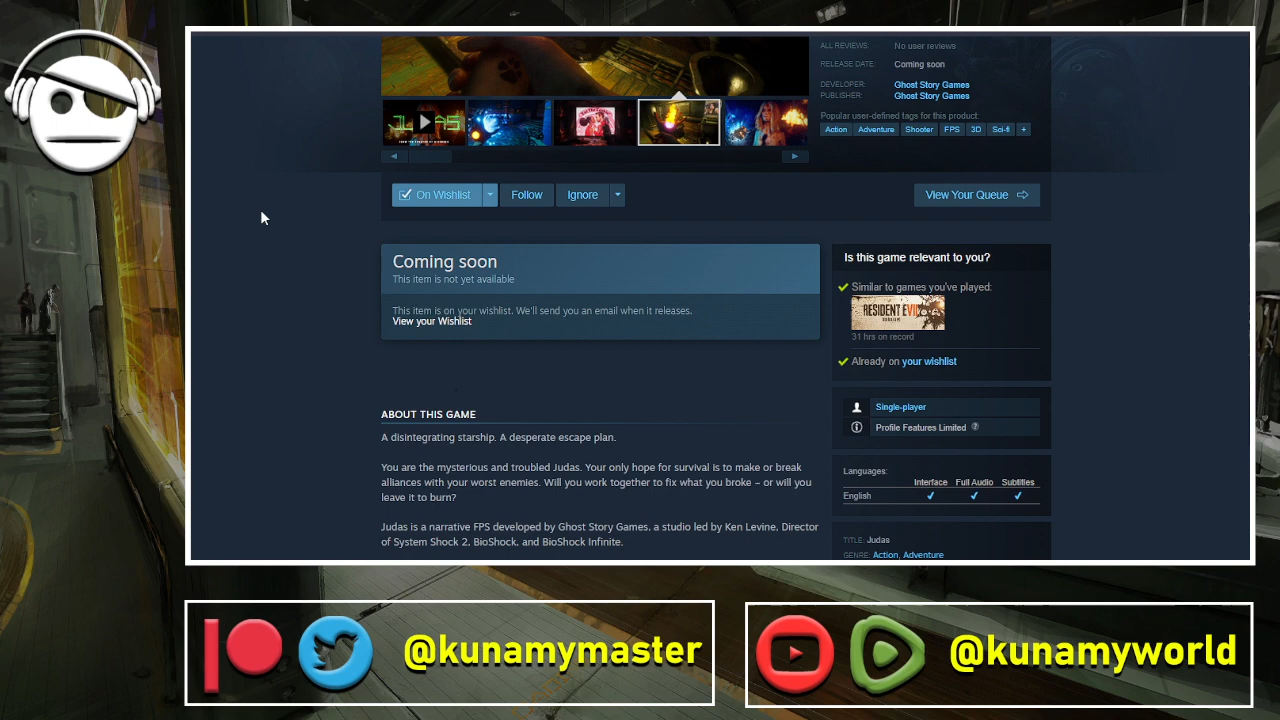 ALL REVIEWS: No user reviews
RELEASE DATE: Coming soon
DEVELOPER: Ghost Story Games
PUBLISHER: Ghost Story Games
Popular user-defined tags for this product:
Action Adventure Shooter FPS 3D Sci-fi +
JUDAS
On Wishlist Follow Ignore View Your Queue
Coming soon
This item is not yet available
This item is on your wishlist. We'll send you an email when it releases.
View your Wishlist
Is this game relevant to you?
Similar to games you've played:
RESIDENT EVIL
31 hrs on record
Already on your wishlist
ABOUT THIS GAME
A disintegrating starship. A desperate escape plan.
You are the mysterious and troubled Judas. Your only hope for survival is to make or break
alliances with your worst enemies. Will you work together to fix what you broke – or will you
leave it to burn?
Judas is a narrative FPS developed by Ghost Story Games, a studio led by Ken Levine, Director
of System Shock 2, BioShock, and BioShock Infinite.
Single-player
Profile Features Limited ?
Languages:
Interface Full Audio Subtitles
English ✔ ✔ ✔
TITLE: Judas
GENRE: Action, Adventure
@kunamymaster
@kunamyworld